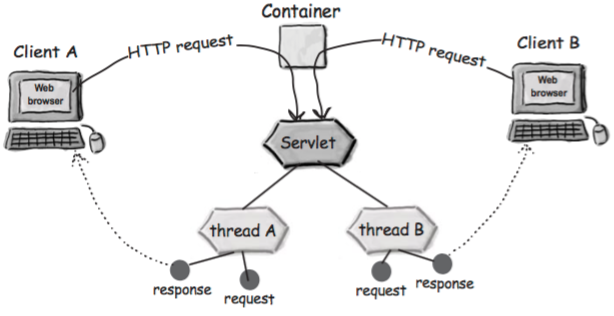 Container
Client A
HTTP request
HTTP request
Client B
Web
browser
Web
browser
Servlet
thread A
thread B
response
request
request
response